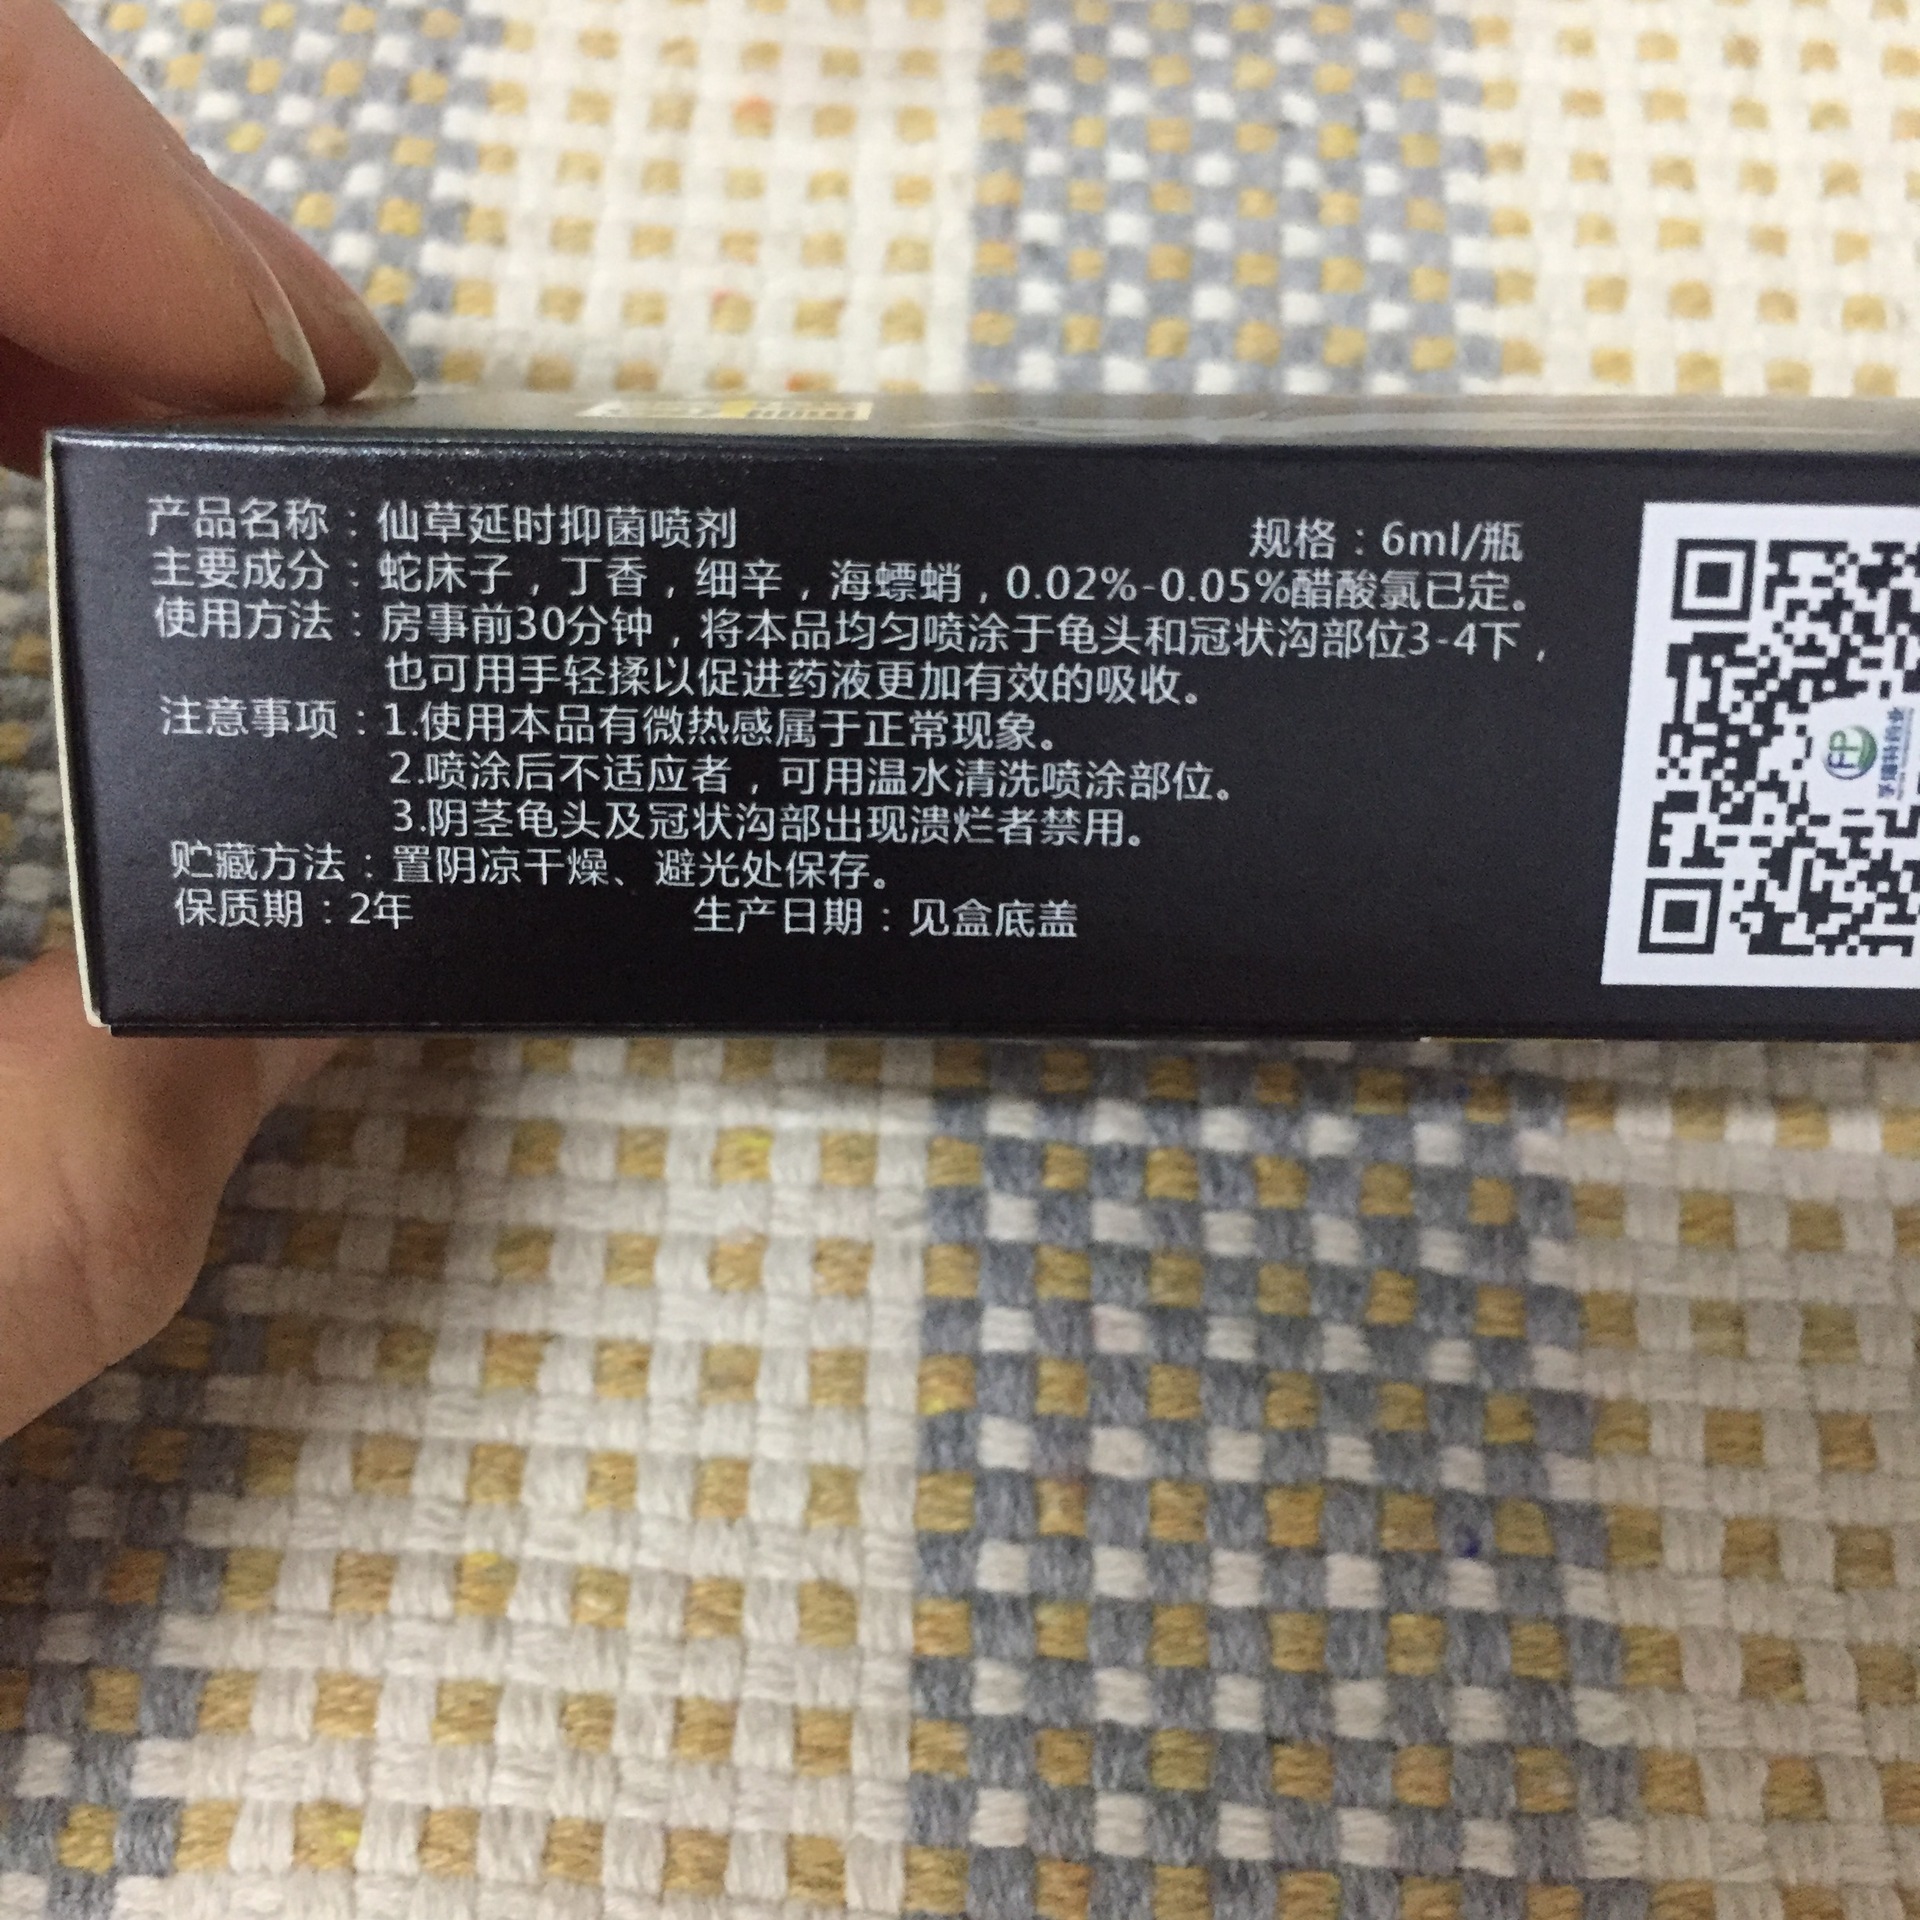 产品名称：仙草延时抑菌喷剂 规格：6ml/瓶
主要成分：蛇床子，丁香，细辛，海螵蛸，0.02%-0.05%醋酸氯已定。
使用方法：房事前30分钟，将本品均匀喷涂于龟头和冠状沟部位3-4下，
也可用手轻揉以促进药液更加有效的吸收。
注意事项：1.使用本品有微热感属于正常现象。
2.喷涂后不适应者，可用温水清洗喷涂部位。
3.阴茎龟头及冠状沟部出现溃烂者禁用。
贮藏方法：置阴凉干燥、避光处保存。
保质期：2年 生产日期：见盒底盖